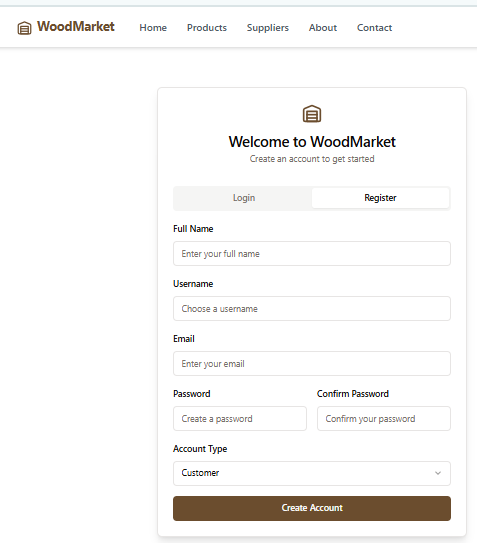 WoodMarket Home Products Suppliers About Contact
Welcome to WoodMarket
Create an account to get started
Login Register
Full Name
Enter your full name
Username
Choose a username
Email
Enter your email
Password Confirm Password
Create a password Confirm your password
Account Type
Customer
Create Account